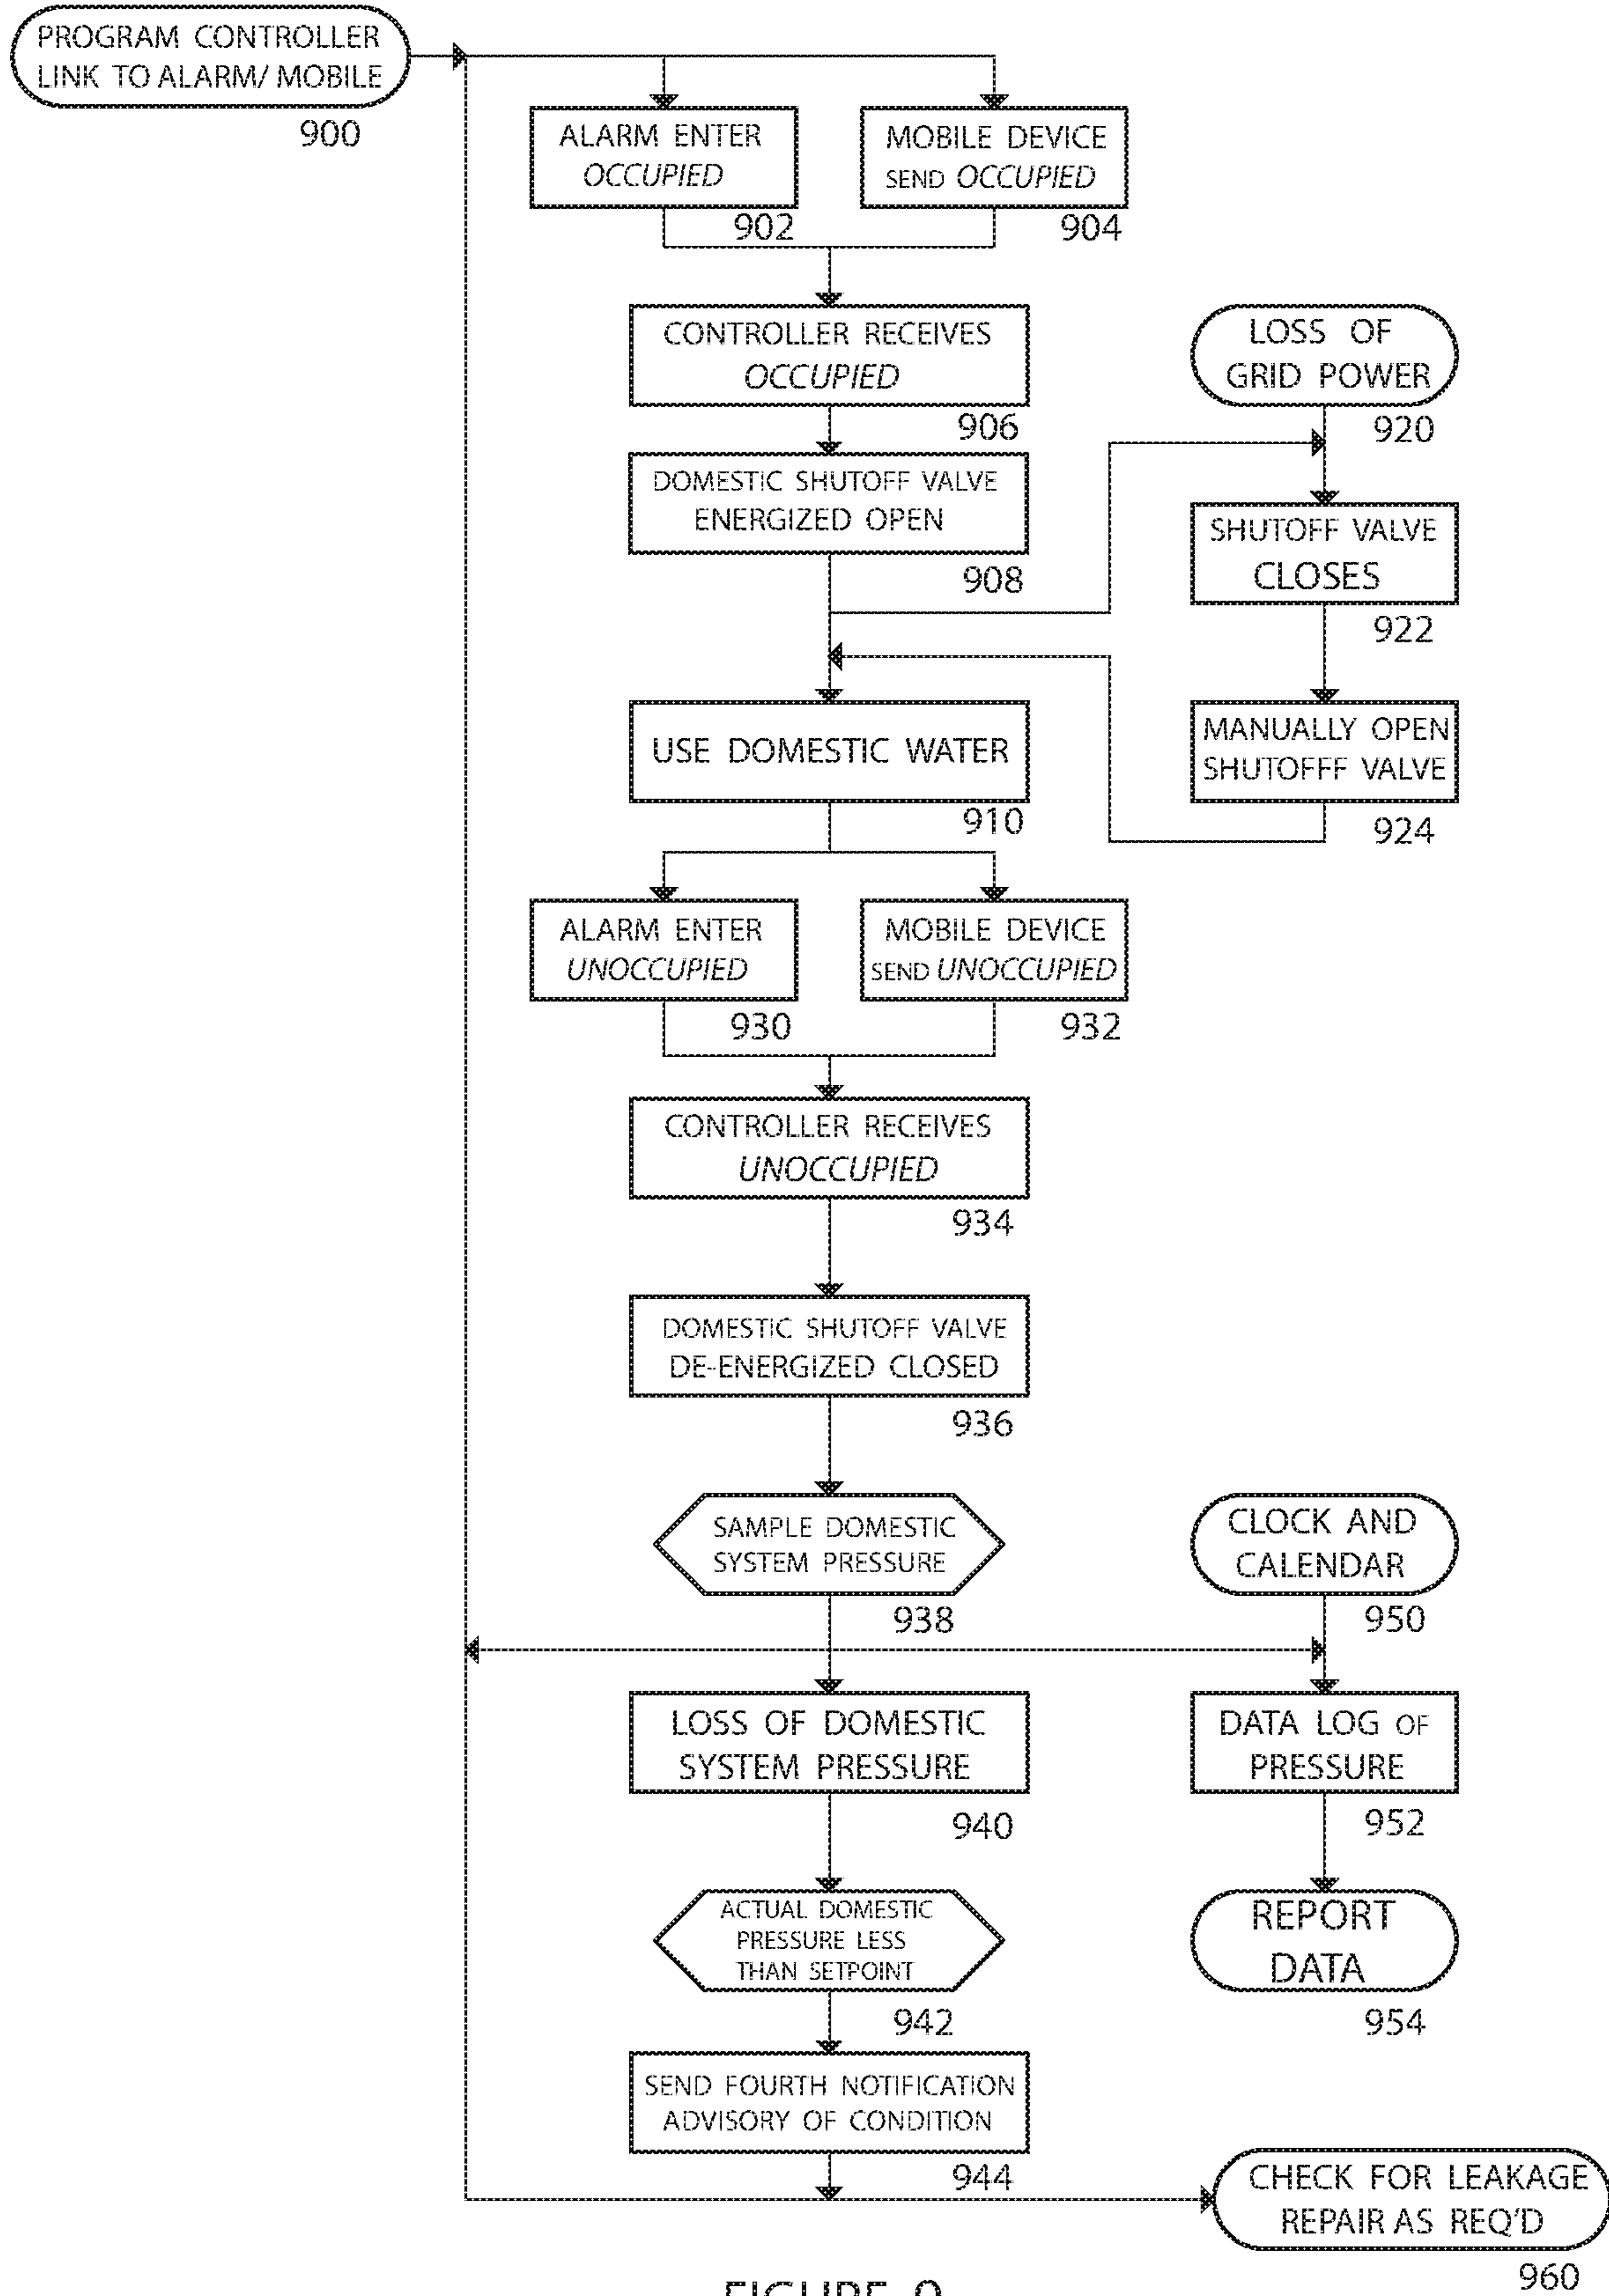 PROGRAM CONTROLLER
LINK TO ALARM/ MOBILE
900
ALARM ENTER
OCCUPIED
902
MOBILE DEVICE
SEND OCCUPIED
904
CONTROLLER RECEIVES
OCCUPIED
906
LOSS OF
GRID POWER
920
DOMESTIC SHUTOFF VALVE
ENERGIZED OPEN
908
SHUTOFF VALVE
CLOSES
922
USE DOMESTIC WATER
910
MANUALLY OPEN
SHUTOFFF VALVE
924
ALARM ENTER
UNOCCUPIED
930
MOBILE DEVICE
SEND UNOCCUPIED
932
CONTROLLER RECEIVES
UNOCCUPIED
934
DOMESTIC SHUTOFF VALVE
DE-ENERGIZED CLOSED
936
SAMPLE DOMESTIC
SYSTEM PRESSURE
938
CLOCK AND
CALENDAR
950
LOSS OF DOMESTIC
SYSTEM PRESSURE
940
DATA LOG OF
PRESSURE
952
ACTUAL DOMESTIC
PRESSURE LESS
THAN SETPOINT
942
REPORT
DATA
954
SEND FOURTH NOTIFICATION
ADVISORY OF CONDITION
944
CHECK FOR LEAKAGE
REPAIR AS REQ'D
960
FIGURE 9